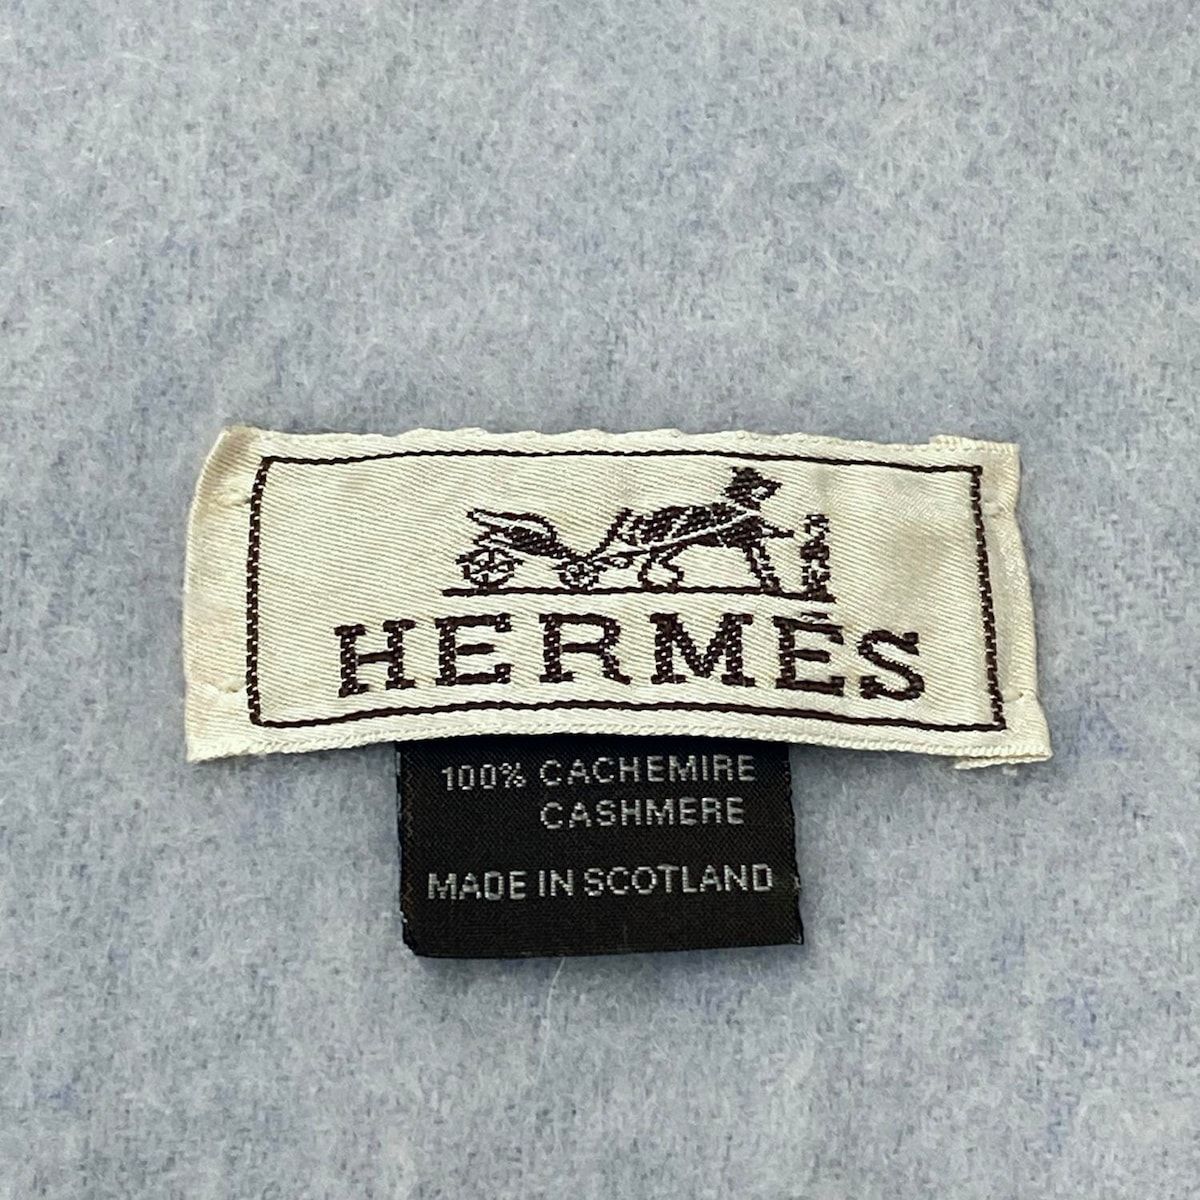 HERMÈS
100% CACHEMIRE
CASHMERE
MADE IN SCOTLAND